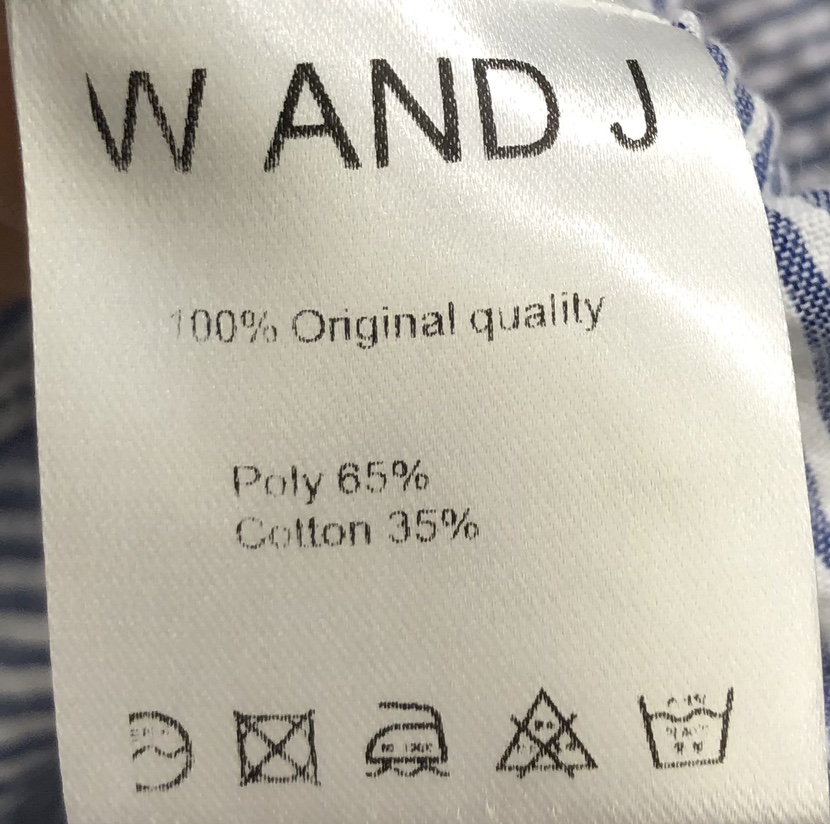 W AND J
100% Original quality
Poly 65%
Cotton 35%